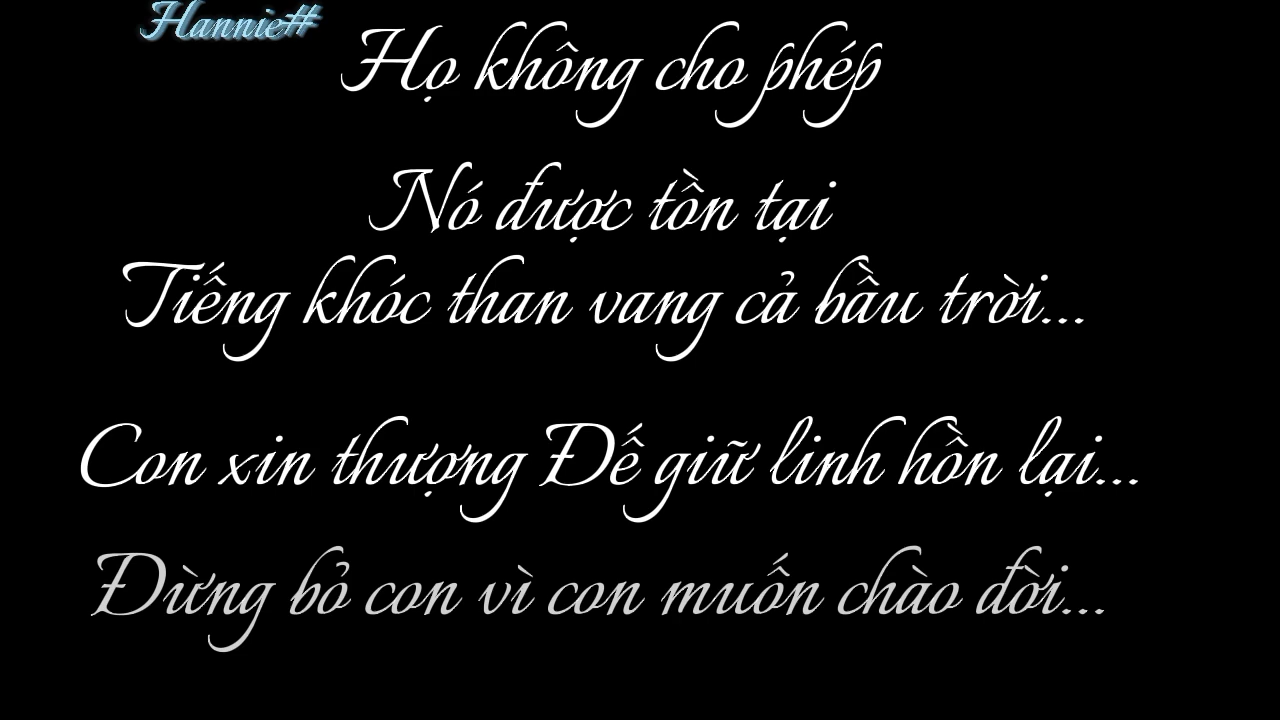 Hannie#
Họ không cho phép
Nó được tồn tại
Tiếng khóc than vang cả bầu trời...
Con xin thượng Đế giữ linh hồn lại...
Đừng bỏ con vì con muốn chào đời...